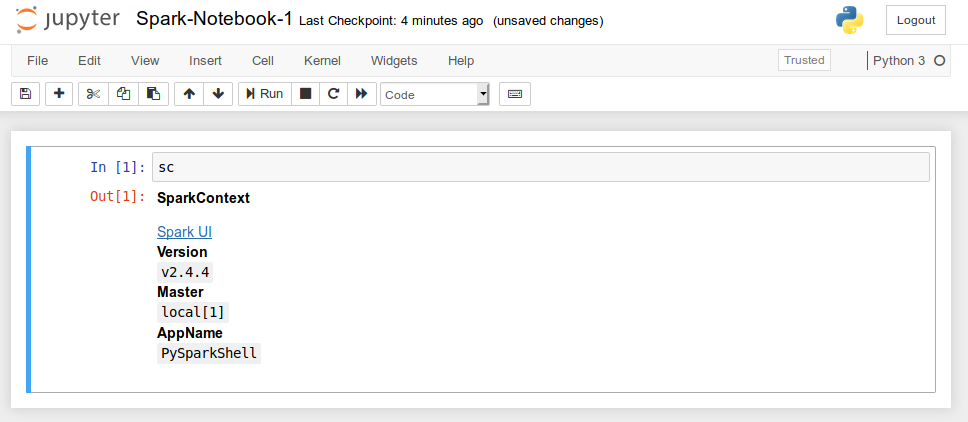 jupyter Spark-Notebook-1 Last Checkpoint: 4 minutes ago (unsaved changes) Logout
File Edit View Insert Cell Kernel Widgets Help Trusted Python 3
Run Code
In [1]: sc
Out[1]: SparkContext
Spark UI
Version
v2.4.4
Master
local[1]
AppName
PySparkShell